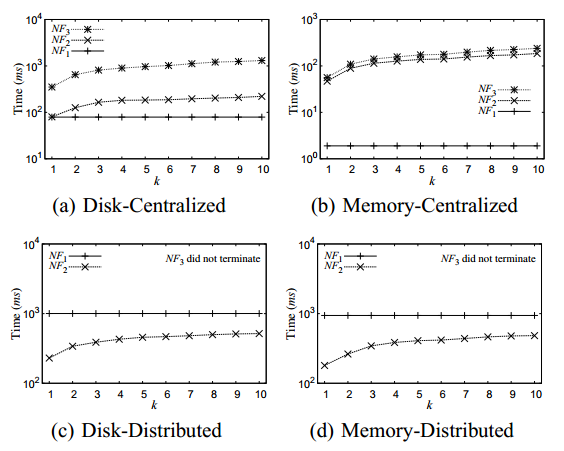 10^4
NF3
NF2
NF1
10^3
10^2
10^1
Time (ms)
1 2 3 4 5 6 7 8 9 10
k
(a) Disk-Centralized
10^3
10^2
10^1
10^0
Time (ms)
NF3
NF2
NF1
1 2 3 4 5 6 7 8 9 10
k
(b) Memory-Centralized
10^4
NF1
NF2
NF3 did not terminate
10^3
10^2
Time (ms)
1 2 3 4 5 6 7 8 9 10
k
(c) Disk-Distributed
10^4
NF1
NF2
NF3 did not terminate
10^3
10^2
Time (ms)
1 2 3 4 5 6 7 8 9 10
k
(d) Memory-Distributed